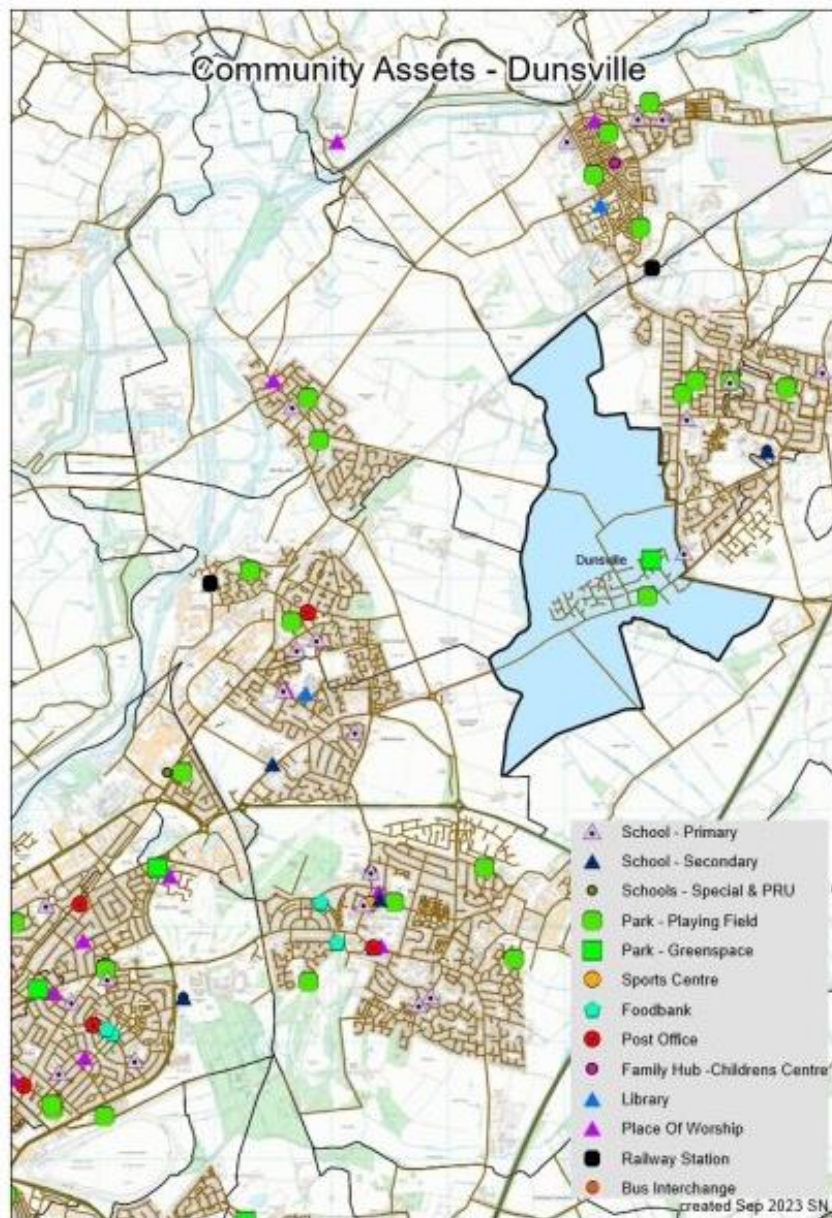 Community Assets - Dunsville
Dunsville
School - Primary
School - Secondary
Schools - Special & PRU
Park - Playing Field
Park - Greenspace
Sports Centre
Foodbank
Post Office
Family Hub -Childrens Centre
Library
Place Of Worship
Railway Station
Bus Interchange
created Sep 2023 SN